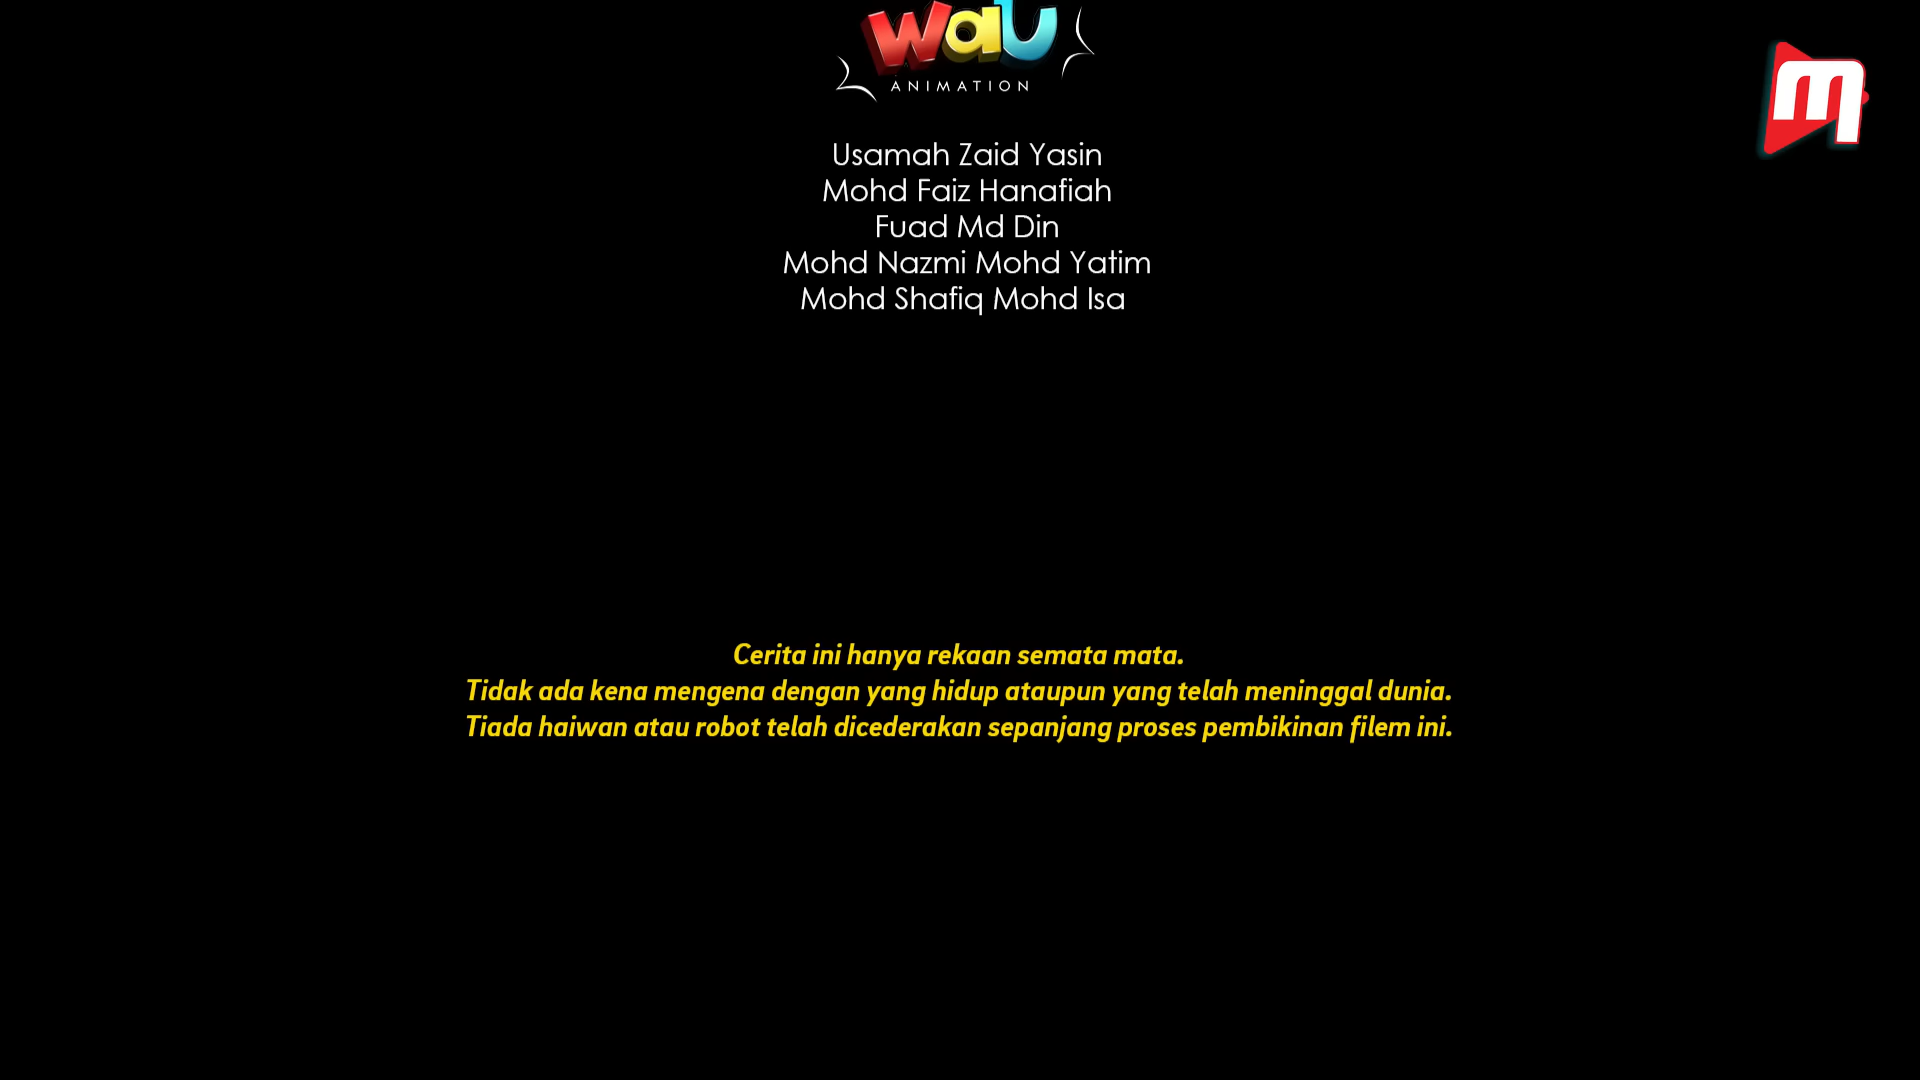 wau
ANIMATION
Usamah Zaid Yasin
Mohd Faiz Hanafiah
Fuad Md Din
Mohd Nazmi Mohd Yatim
Mohd Shafiq Mohd Isa
Cerita ini hanya rekaan semata mata.
Tidak ada kena mengena dengan yang hidup ataupun yang telah meninggal dunia.
Tiada haiwan atau robot telah dicederakan sepanjang proses pembikinan filem ini.